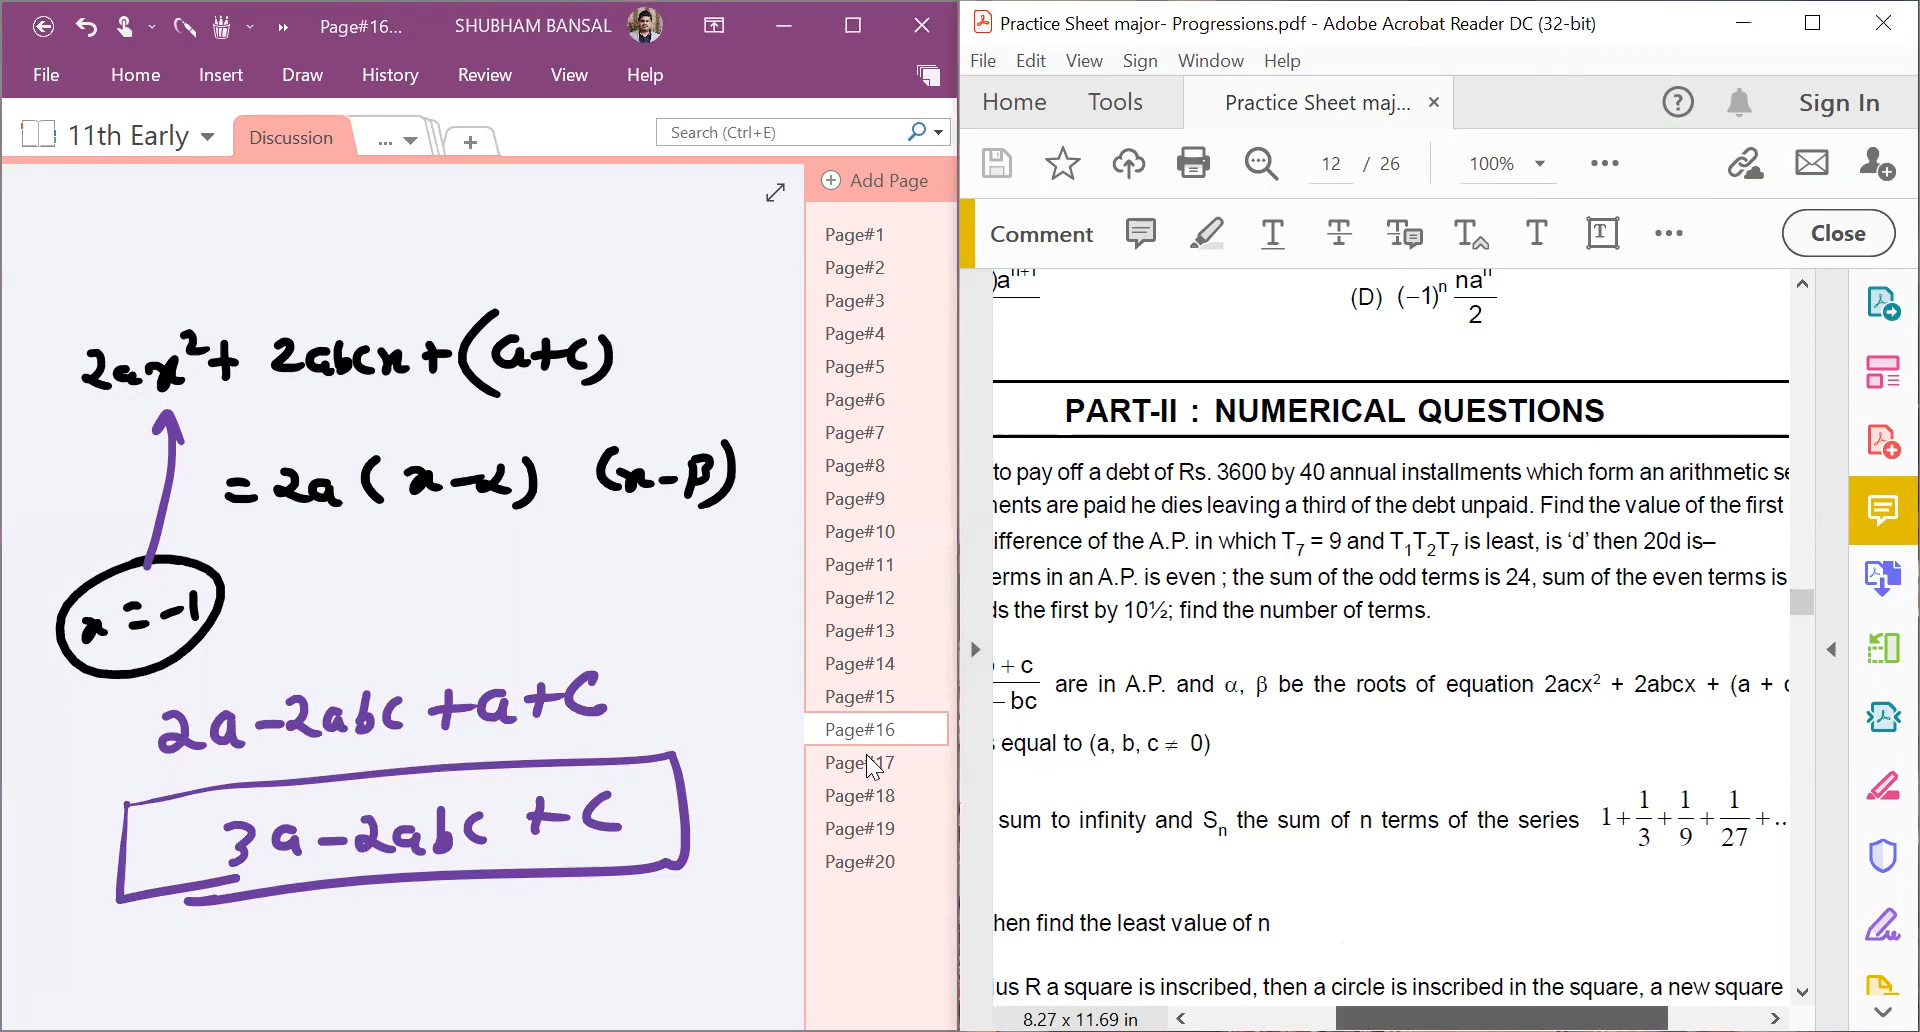 Page#16...
SHUBHAM BANSAL
File Home Insert Draw History Review View Help
11th Early
Discussion
...
Search (Ctrl+E)
Add Page
Page#1
Page#2
Page#3
Page#4
Page#5
Page#6
Page#7
Page#8
Page#9
Page#10
Page#11
Page#12
Page#13
Page#14
Page#15
Page#16
Page#17
Page#18
Page#19
Page#20
2ax²+ 2abcx+(a+c)
=2a(x-α) (x-β)
x=-1
2a-2abc+a+c
3a-2abc+c
Practice Sheet major- Progressions.pdf - Adobe Acrobat Reader DC (32-bit)
File Edit View Sign Window Help
Home Tools Practice Sheet maj... Sign In
12 / 26 100%
Comment Close
)aⁿ⁺¹
(D) (−1)ⁿ naⁿ/2
PART-II : NUMERICAL QUESTIONS
to pay off a debt of Rs. 3600 by 40 annual installments which form an arithmetic se
nents are paid he dies leaving a third of the debt unpaid. Find the value of the first
ifference of the A.P. in which T₇ = 9 and T₁T₂T₇ is least, is ‘d’ then 20d is–
erms in an A.P. is even ; the sum of the odd terms is 24, sum of the even terms is
ds the first by 10½; find the number of terms.
+ c
– bc
are in A.P. and α, β be the roots of equation 2acx² + 2abcx + (a + c
s equal to (a, b, c ≠ 0)
sum to infinity and Sₙ the sum of n terms of the series 1+1/3+1/9+1/27+..
hen find the least value of n
ius R a square is inscribed, then a circle is inscribed in the square, a new square
8.27 x 11.69 in